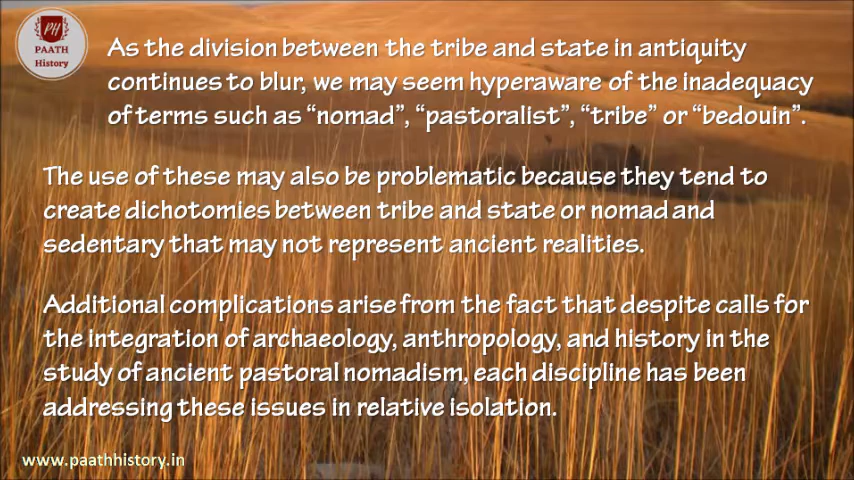 PH
PAATH
History
As the division between the tribe and state in antiquity
continues to blur, we may seem hyperaware of the inadequacy
of terms such as “nomad”, “pastoralist”, “tribe” or “bedouin”.
The use of these may also be problematic because they tend to
create dichotomies between tribe and state or nomad and
sedentary that may not represent ancient realities.
Additional complications arise from the fact that despite calls for
the integration of archaeology, anthropology, and history in the
study of ancient pastoral nomadism, each discipline has been
addressing these issues in relative isolation.
www.paathhistory.in